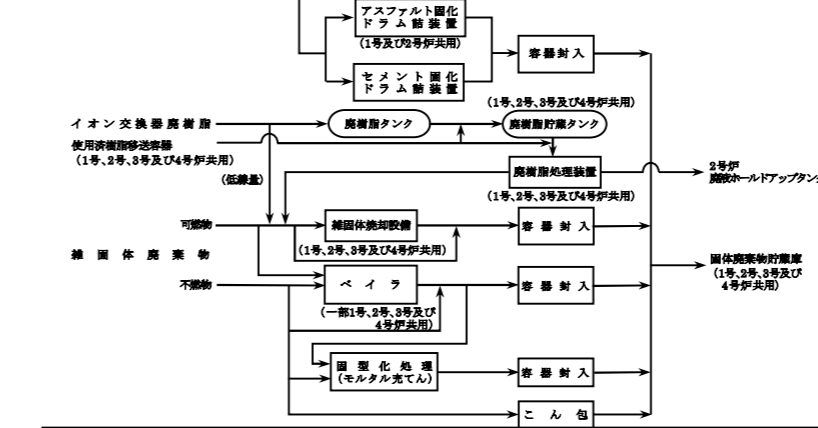 アスファルト固化
ドラム詰装置
(1号及び2号炉共用)
容器封入
セメント固化
ドラム詰装置
(1号、2号、3号及び4号炉共用)
イオン交換器廃樹脂
廃樹脂タンク
廃樹脂貯蔵タンク
使用済樹脂移送容器
(1号、2号、3号及び4号炉共用)
(低線量)
廃樹脂処理装置
(1号、2号、3号及び4号炉共用)
2号炉
廃液ホールドアップタンク
可燃物
雑固体焼却設備
(1号、2号、3号及び4号炉共用)
容器封入
雑固体廃棄物
固体廃棄物貯蔵庫
(1号、2号、3号及び
4号炉共用)
不燃物
ベイラ
(一部1号、2号、3号及び
4号炉共用)
容器封入
固型化処理
(モルタル充てん)
容器封入
こん包